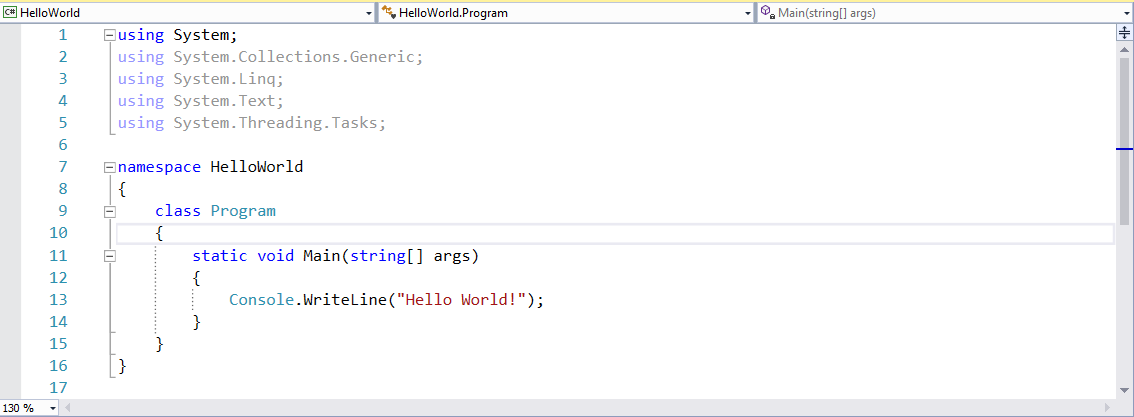 C# HelloWorld HelloWorld.Program Main(string[] args)
1 using System;
2 using System.Collections.Generic;
3 using System.Linq;
4 using System.Text;
5 using System.Threading.Tasks;
6
7 namespace HelloWorld
8 {
9 class Program
10 {
11 static void Main(string[] args)
12 {
13 Console.WriteLine("Hello World!");
14 }
15 }
16 }
17
130 %